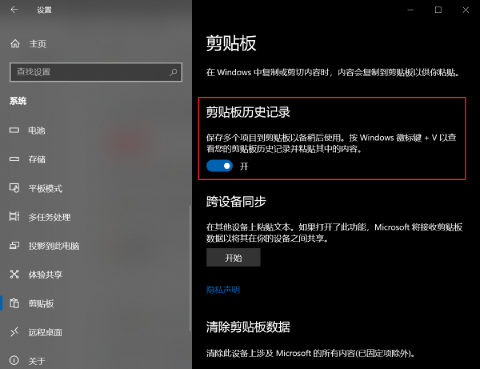 设置
主页
查找设置
系统
电池
存储
平板模式
多任务处理
投影到此电脑
体验共享
剪贴板
远程桌面
关于
剪贴板
在 Windows 中复制或剪切内容时，内容会复制到剪贴板以供你粘贴。
剪贴板历史记录
保存多个项目到剪贴板以备稍后使用。按 Windows 徽标键 + V 以查
看您的剪贴板历史记录并粘贴其中的内容。
开
跨设备同步
在其他设备上粘贴文本。如果打开了此功能，Microsoft 将接收剪贴板
数据以将其在你的设备之间共享。
开始
隐私声明
清除剪贴板数据
清除此设备上涉及 Microsoft 的所有内容(已固定项除外)。